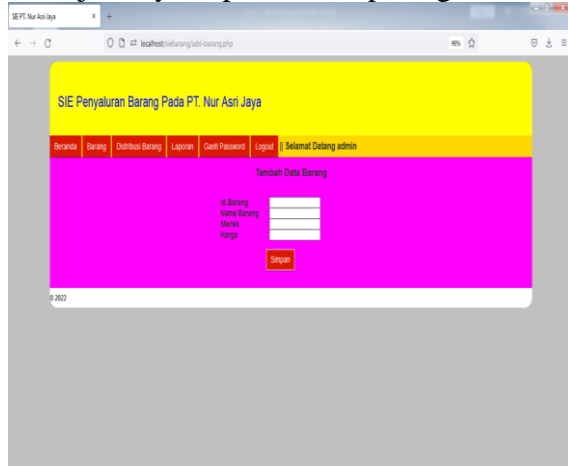 SIE PT. Nur Asri Jaya X +
localhost/siebarang/add-barang.php 90%
SIE Penyaluran Barang Pada PT. Nur Asri Jaya
Beranda Barang Distribusi Barang Laporan Ganti Password Logout || Selamat Datang admin
Tambah Data Barang
Id Barang
Nama Barang
Merek
Harga
Simpan
© 2022